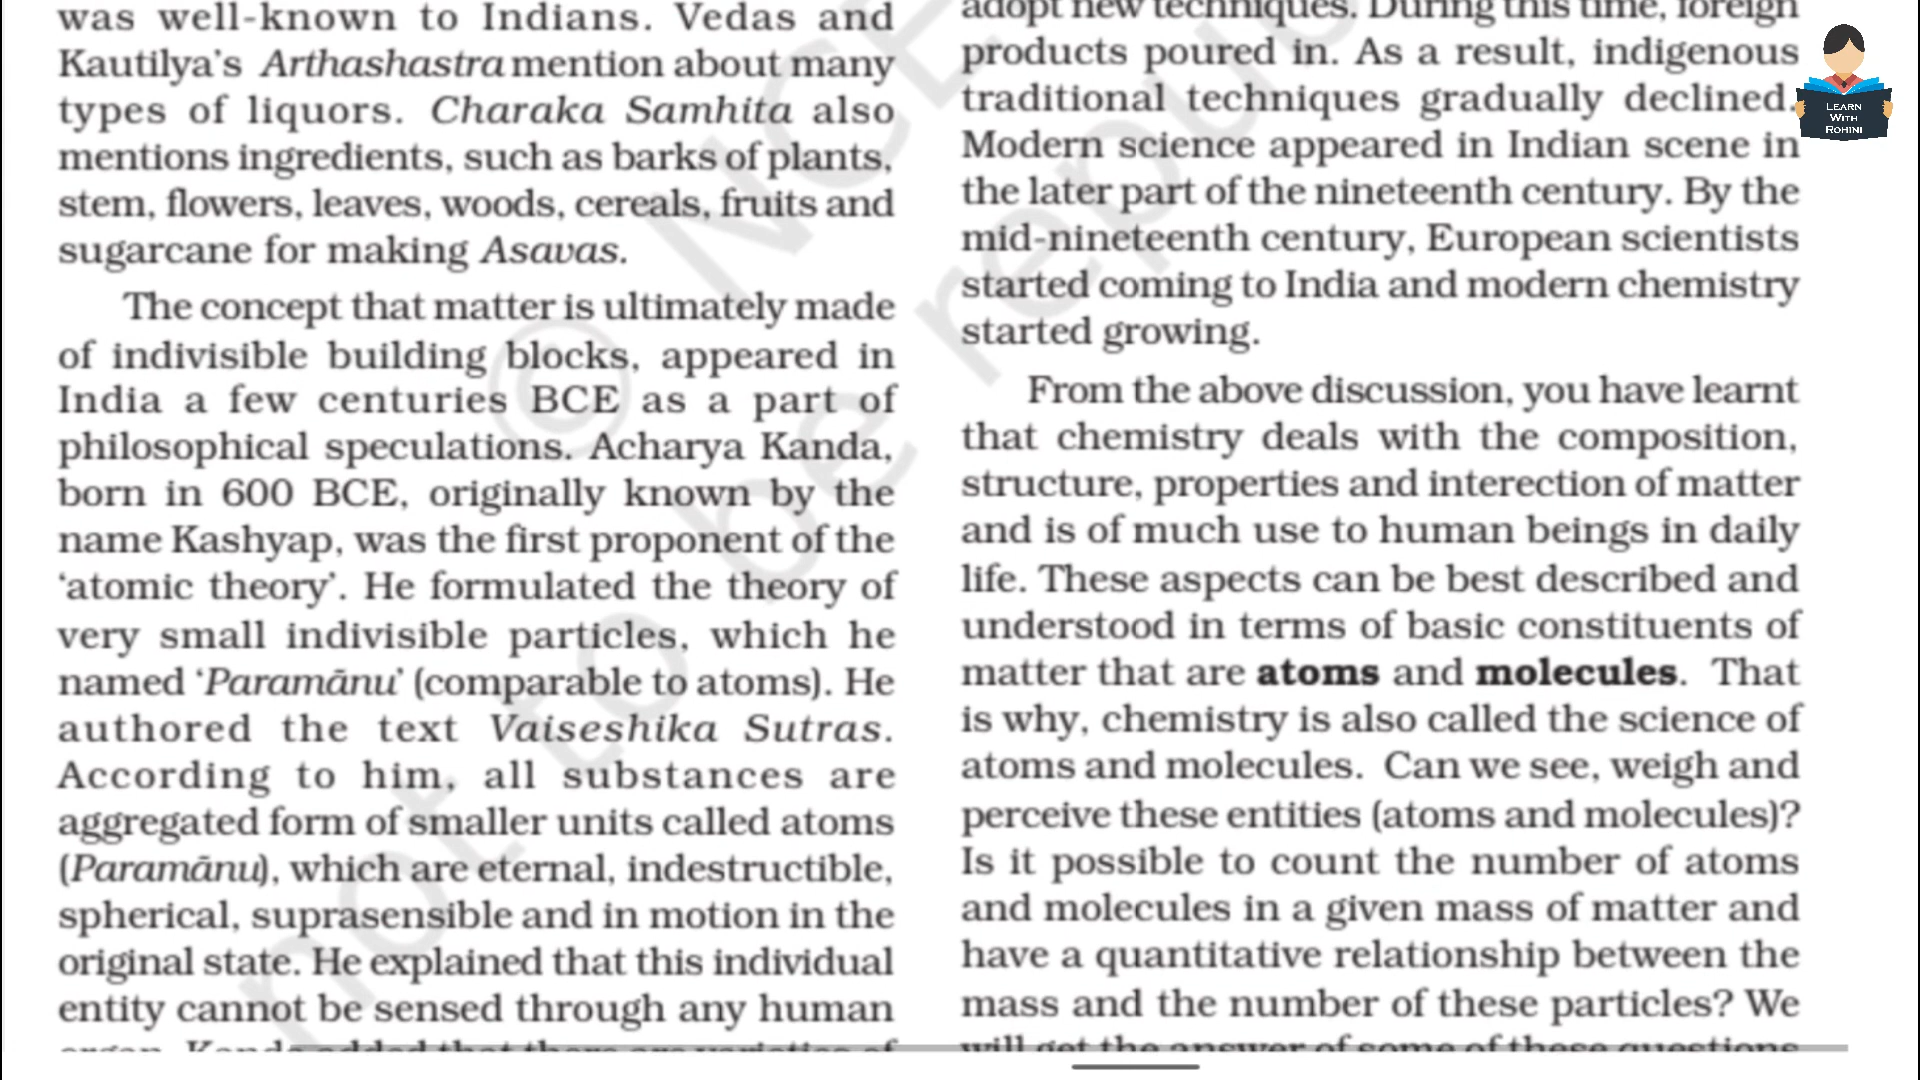 was well-known to Indians. Vedas and
Kautilya's Arthashastra mention about many
types of liquors. Charaka Samhita also
mentions ingredients, such as barks of plants,
stem, flowers, leaves, woods, cereals, fruits and
sugarcane for making Asavas.
The concept that matter is ultimately made
of indivisible building blocks, appeared in
India a few centuries BCE as a part of
philosophical speculations. Acharya Kanda,
born in 600 BCE, originally known by the
name Kashyap, was the first proponent of the
‘atomic theory’. He formulated the theory of
very small indivisible particles, which he
named ‘Paramānu’ (comparable to atoms). He
authored the text Vaiseshika Sutras.
According to him, all substances are
aggregated form of smaller units called atoms
(Paramānu), which are eternal, indestructible,
spherical, suprasensible and in motion in the
original state. He explained that this individual
entity cannot be sensed through any human
organ. Kanda added that there are varieties of
adopt new techniques. During this time, foreign
products poured in. As a result, indigenous
traditional techniques gradually declined.
Modern science appeared in Indian scene in
the later part of the nineteenth century. By the
mid-nineteenth century, European scientists
started coming to India and modern chemistry
started growing.
From the above discussion, you have learnt
that chemistry deals with the composition,
structure, properties and interection of matter
and is of much use to human beings in daily
life. These aspects can be best described and
understood in terms of basic constituents of
matter that are atoms and molecules. That
is why, chemistry is also called the science of
atoms and molecules. Can we see, weigh and
perceive these entities (atoms and molecules)?
Is it possible to count the number of atoms
and molecules in a given mass of matter and
have a quantitative relationship between the
mass and the number of these particles? We
will get the answer of some of these questions
LEARN
WITH
ROHINI
© NCE
not to be repu